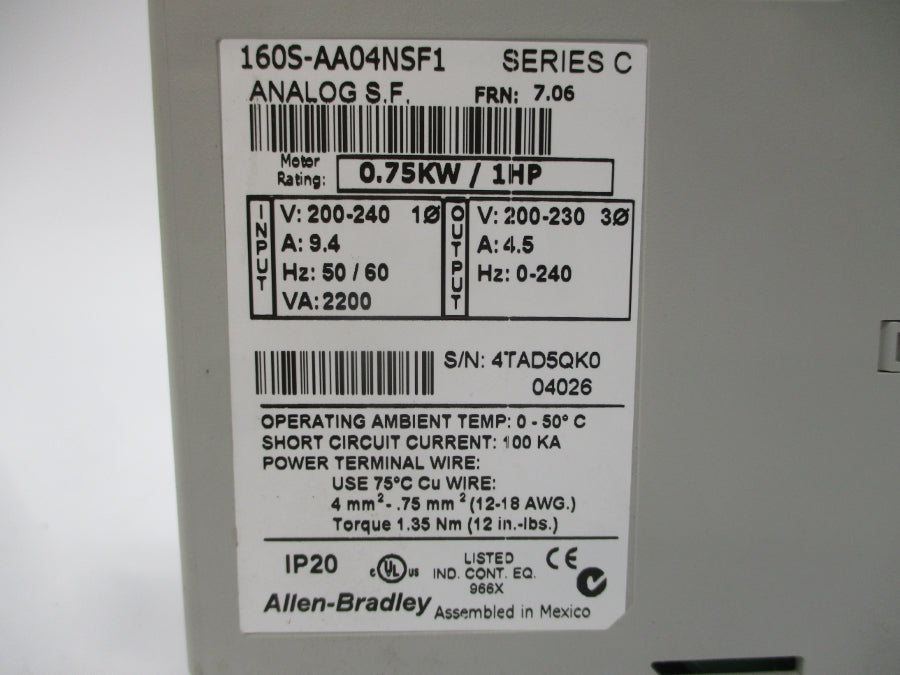 160S-AA04NSF1 SERIES C
ANALOG S.F. FRN: 7.06
Motor
Rating: 0.75KW / 1HP
INPUT
V: 200-240 1Ø
A: 9.4
Hz: 50 / 60
VA: 2200
OUTPUT
V: 200-230 3Ø
A: 4.5
Hz: 0-240
S/N: 4TAD5QK0
04026
OPERATING AMBIENT TEMP: 0 - 50° C
SHORT CIRCUIT CURRENT: 100 KA
POWER TERMINAL WIRE:
USE 75°C Cu WIRE:
4 mm²- .75 mm² (12-18 AWG.)
Torque 1.35 Nm (12 in.-lbs.)
IP20 c UL us LISTED CE
IND. CONT. EQ.
966X
Allen-Bradley Assembled in Mexico